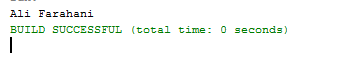 Ali Farahani
BUILD SUCCESSFUL (total time: 0 seconds)